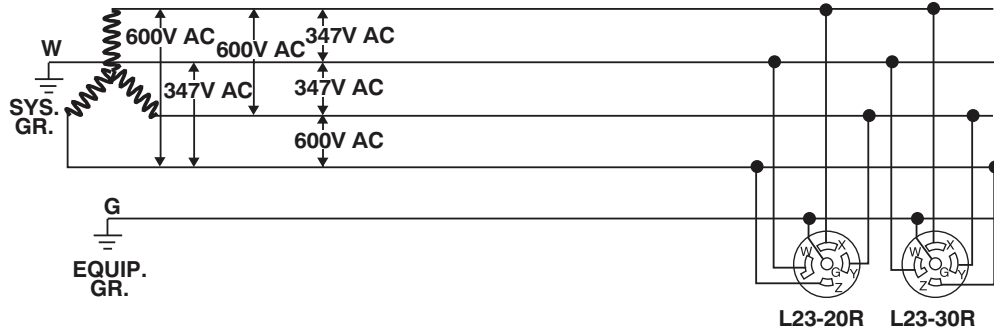 600V AC
600V AC
347V AC
W
347V AC
347V AC
SYS.
GR.
600V AC
G
EQUIP.
GR.
W
X
G
Y
Z
W
X
G
Y
Z
L23-20R
L23-30R